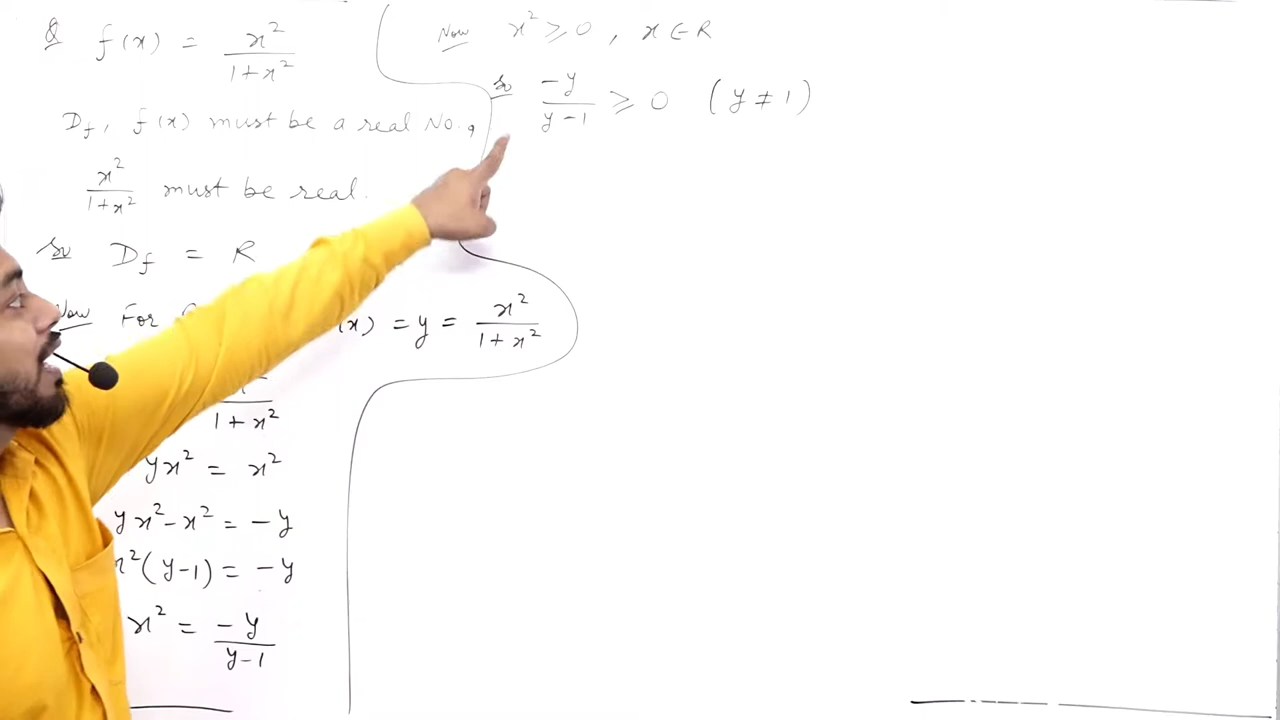 Q f(x) = x²/(1+x²)
Df, f(x) must be a real No.,
x²/(1+x²) must be real.
So Df = R
Now For (x) = y = x²/(1+x²)
1+x²
yx² = x²
yx²-x² = -y
x²(y-1) = -y
x² = -y/(y-1)
Now x² ≥ 0, x ∈ R
So -y/(y-1) ≥ 0 (y ≠ 1)